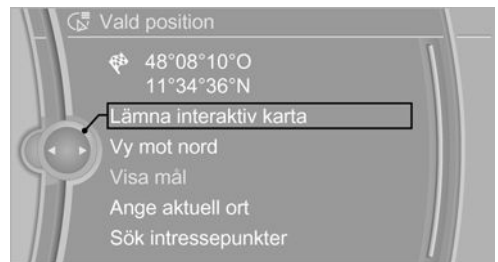 Vald position
48°08'10"O
11°34'36"N
Lämna interaktiv karta
Vy mot nord
Visa mål
Ange aktuell ort
Sök intressepunkter